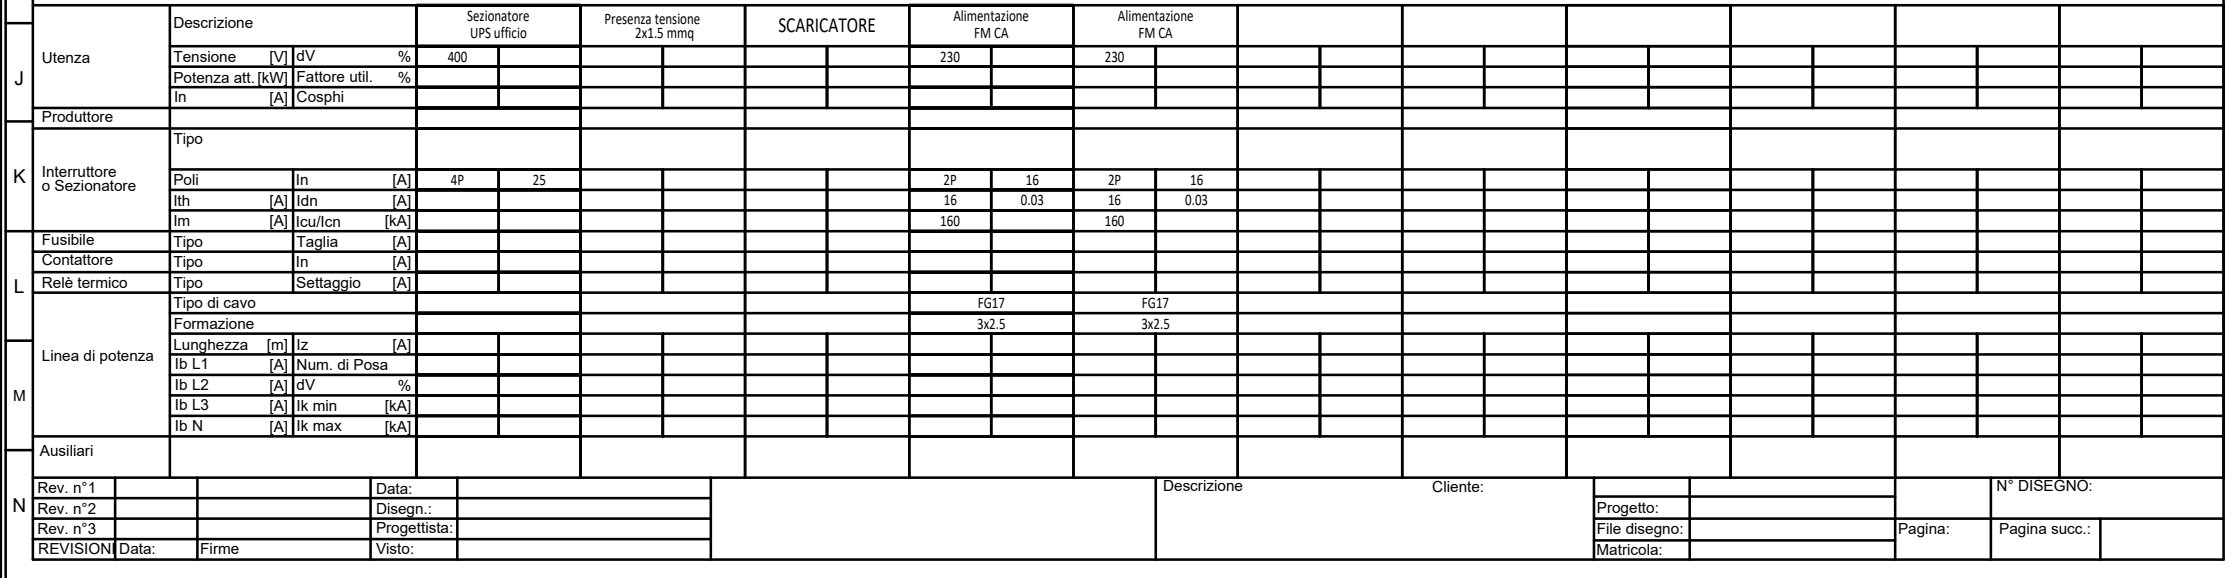 Descrizione Sezionatore Presenza tensione SCARICATORE Alimentazione Alimentazione
UPS ufficio 2x1.5 mmq FM CA FM CA
J Utenza Tensione [V] dV % 400 230 230
Potenza att. [kW] Fattore util. %
In [A] Cosphi
Produttore
Tipo
K Interruttore
o Sezionatore Poli In [A] 4P 25 2P 16 2P 16
Ith [A] Idn [A] 16 0.03 16 0.03
Im [A] Icu/Icn [kA] 160 160
Fusibile Tipo Taglia [A]
Contattore Tipo In [A]
L Relè termico Tipo Settaggio [A]
Tipo di cavo FG17 FG17
Formazione 3x2.5 3x2.5
Linea di potenza Lunghezza [m] Iz [A]
Ib L1 [A] Num. di Posa
M Ib L2 [A] dV %
Ib L3 [A] Ik min [kA]
Ib N [A] Ik max [kA]
Ausiliari
N Rev. n°1 Data: Descrizione Cliente: N° DISEGNO:
Rev. n°2 Disegn.: Progetto:
Rev. n°3 Progettista: File disegno: Pagina: Pagina succ.:
REVISIONI Data: Firme Visto: Matricola: